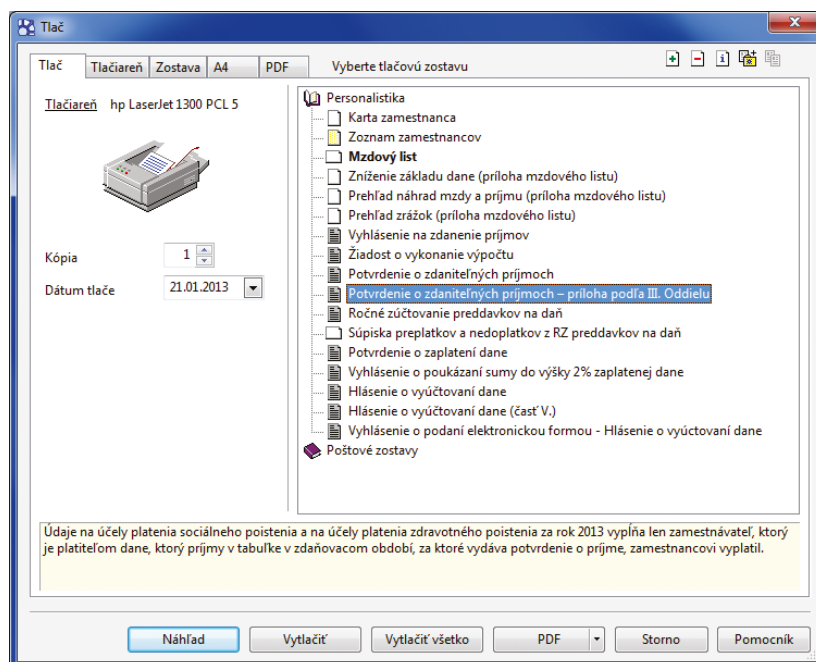 Tlač
Tlač Tlačiareň Zostava A4 PDF Vyberte tlačovú zostavu
Tlačiareň hp LaserJet 1300 PCL 5
Kópia 1
Dátum tlače 21.01.2013
Personalistika
Karta zamestnanca
Zoznam zamestnancov
Mzdový list
Zníženie základu dane (príloha mzdového listu)
Prehľad náhrad mzdy a príjmu (príloha mzdového listu)
Prehľad zrážok (príloha mzdového listu)
Vyhlásenie na zdanenie príjmov
Žiadost o vykonanie výpočtu
Potvrdenie o zdaniteľných príjmoch
Potvrdenie o zdaniteľných príjmoch – príloha podľa III. Oddielu
Ročné zúčtovanie preddavkov na daň
Súpiska preplatkov a nedoplatkov z RZ preddavkov na daň
Potvrdenie o zaplatení dane
Vyhlásenie o poukázaní sumy do výšky 2% zaplatenej dane
Hlásenie o vyúčtovaní dane
Hlásenie o vyúčtovaní dane (časť V.)
Vyhlásenie o podaní elektronickou formou - Hlásenie o vyúctovaní dane
Poštové zostavy
Údaje na účely platenia sociálneho poistenia a na účely platenia zdravotného poistenia za rok 2013 vypĺňa len zamestnávateľ, ktorý
je platiteľom dane, ktorý príjmy v tabuľke v zdaňovacom období, za ktoré vydáva potvrdenie o príjme, zamestnancovi vyplatil.
Náhľad Vytlačiť Vytlačiť všetko PDF Storno Pomocník